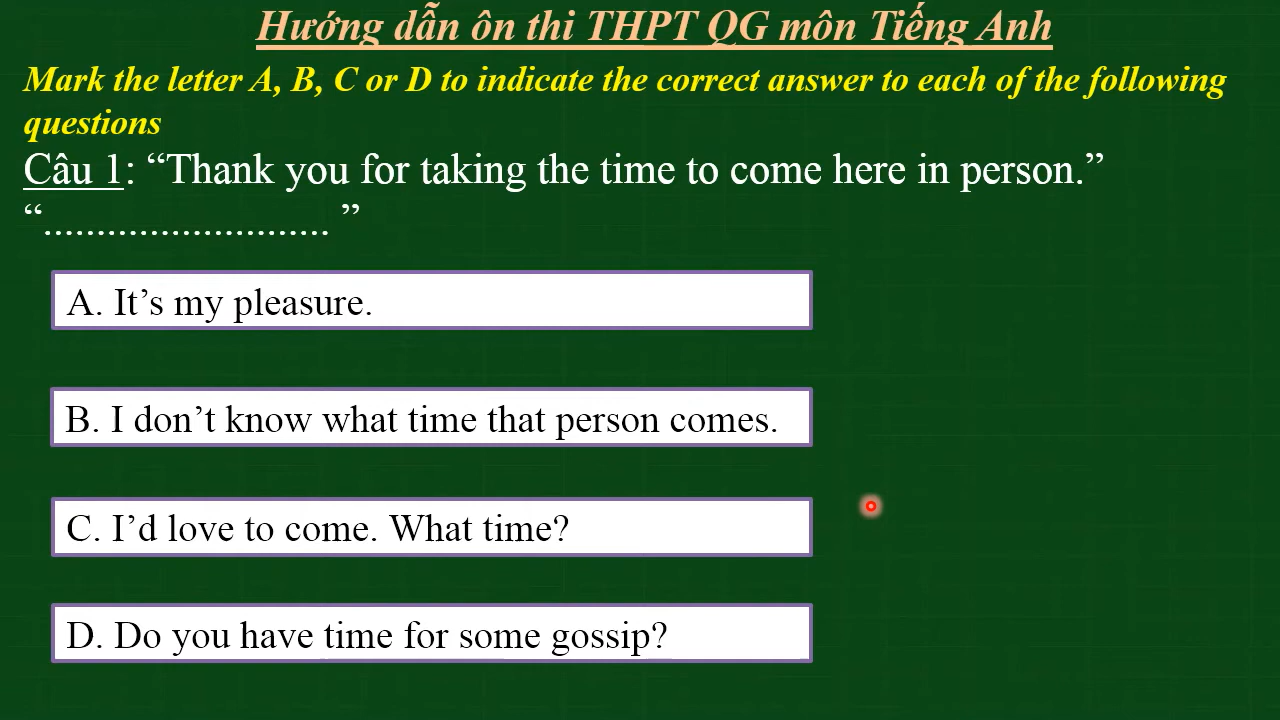 Hướng dẫn ôn thi THPT QG môn Tiếng Anh
Mark the letter A, B, C or D to indicate the correct answer to each of the following
questions
Câu 1: “Thank you for taking the time to come here in person.”
“........................... ”
A. It’s my pleasure.
B. I don’t know what time that person comes.
C. I’d love to come. What time?
D. Do you have time for some gossip?